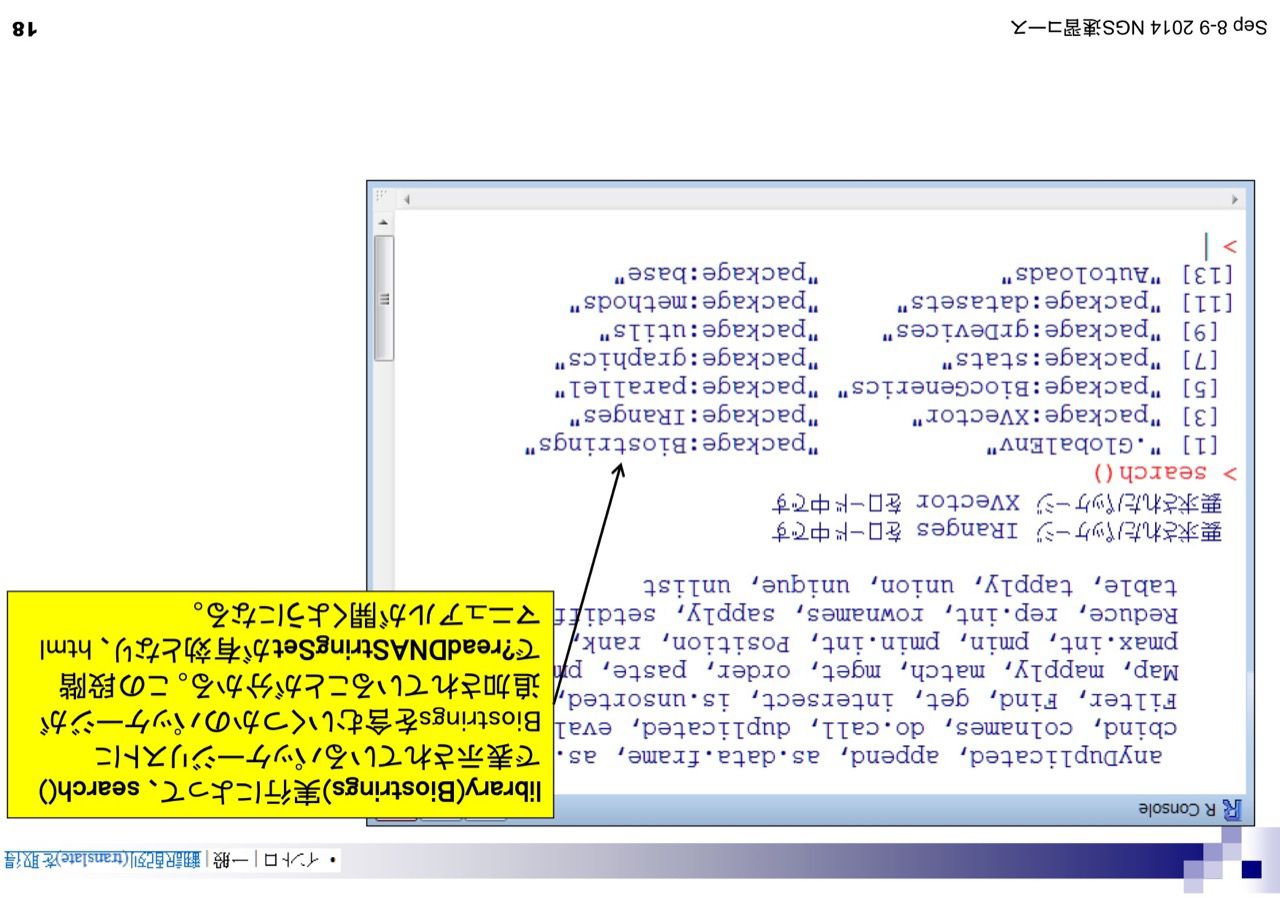 • イントロ | 一般 | 翻訳配列(translate)を取得
R Console
anyDuplicated, append, as.data.frame, as.
cbind, colnames, do.call, duplicated, eval
Filter, Find, get, intersect, is.unsorted,
Map, mapply, match, mget, order, paste, pm
pmax.int, pmin, pmin.int, Position, rank,
Reduce, rep.int, rownames, sapply, setdiff
table, tapply, union, unique, unlist
要求されたパッケージ IRanges をロード中です
要求されたパッケージ XVector をロード中です
> search()
[1] ".GlobalEnv" "package:Biostrings"
[3] "package:XVector" "package:IRanges"
[5] "package:BiocGenerics" "package:parallel"
[7] "package:stats" "package:graphics"
[9] "package:grDevices" "package:utils"
[11] "package:datasets" "package:methods"
[13] "Autoloads" "package:base"
>
library(Biostrings)実行によって、search()
で表示されているパッケージリストに
Biostringsを含むいくつかのパッケージが
追加されていることが分かる。この段階
で?readDNAStringSetが有効となり、html
マニュアルが開くようになる。
Sep 8-9 2014 NGS速習コース
18